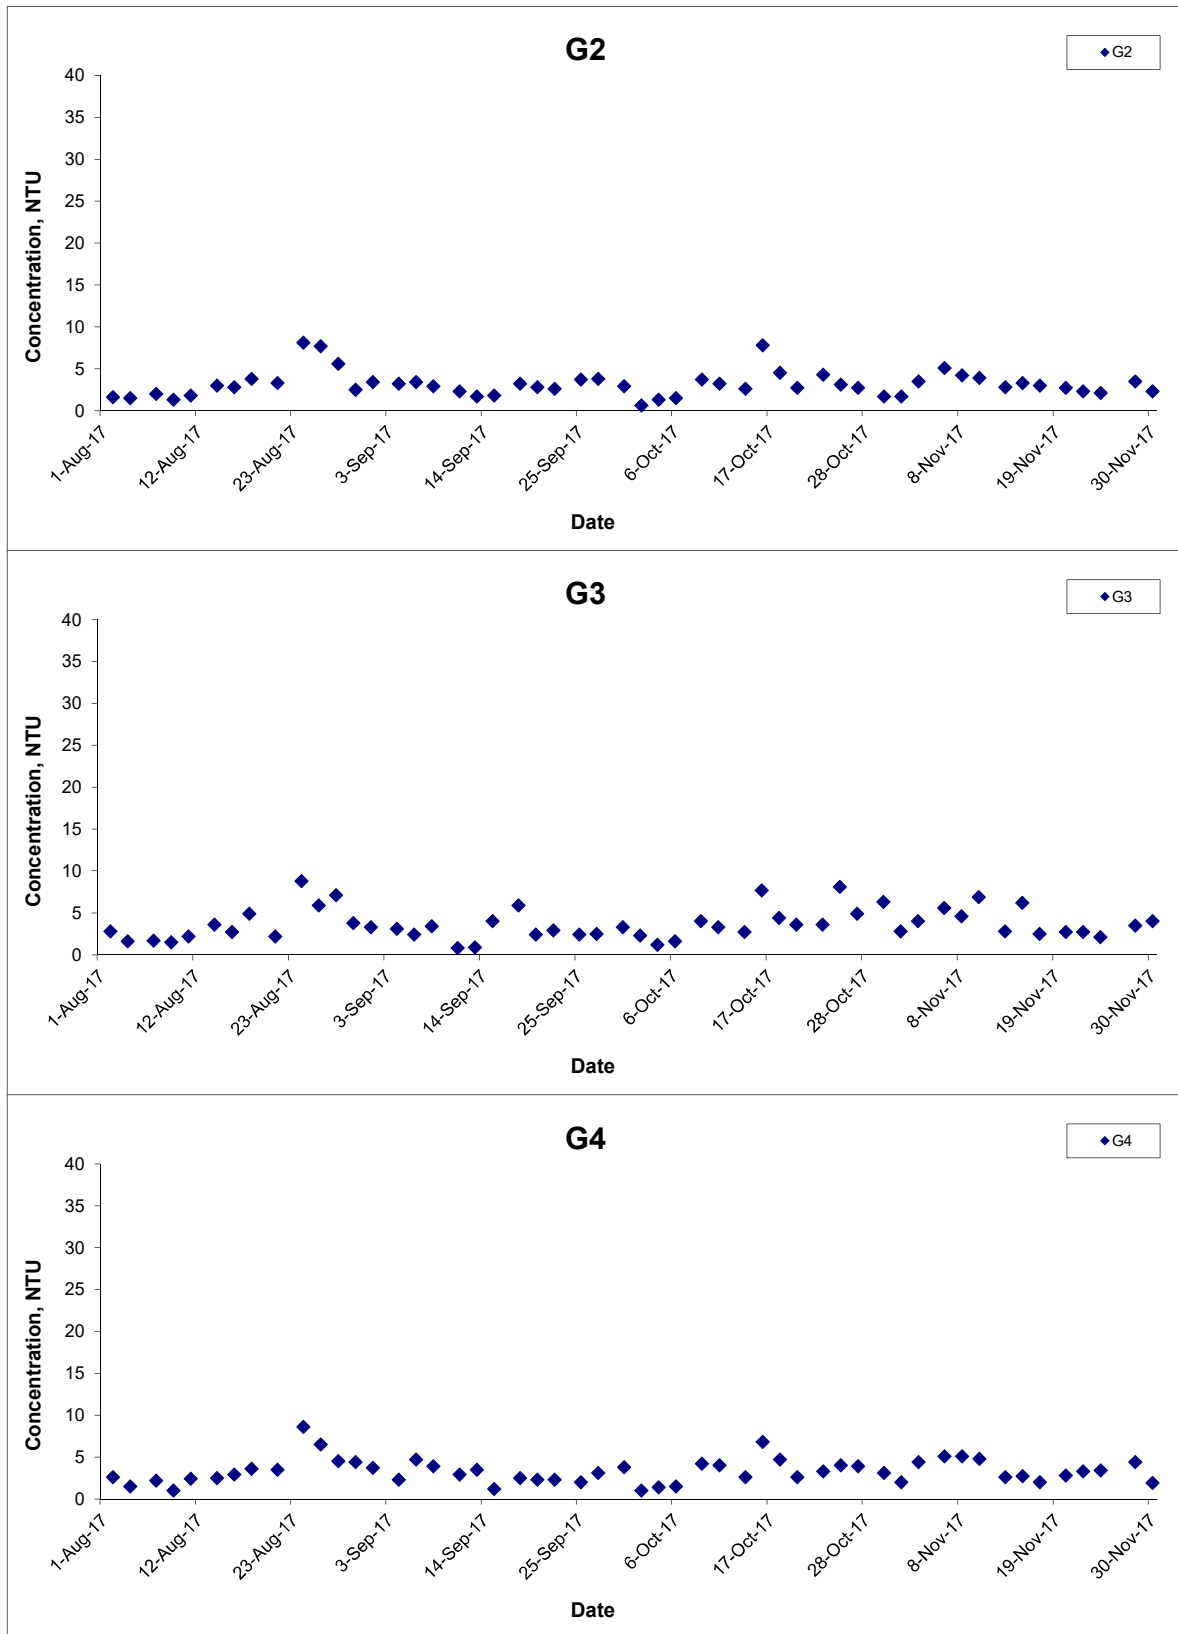 G2
G2
40
35
30
25
20
15
10
5
0
Concentration, NTU
1-Aug-17
12-Aug-17
23-Aug-17
3-Sep-17
14-Sep-17
25-Sep-17
6-Oct-17
17-Oct-17
28-Oct-17
8-Nov-17
19-Nov-17
30-Nov-17
Date
G3
G3
40
35
30
25
20
15
10
5
0
Concentration, NTU
1-Aug-17
12-Aug-17
23-Aug-17
3-Sep-17
14-Sep-17
25-Sep-17
6-Oct-17
17-Oct-17
28-Oct-17
8-Nov-17
19-Nov-17
30-Nov-17
Date
G4
G4
40
35
30
25
20
15
10
5
0
Concentration, NTU
1-Aug-17
12-Aug-17
23-Aug-17
3-Sep-17
14-Sep-17
25-Sep-17
6-Oct-17
17-Oct-17
28-Oct-17
8-Nov-17
19-Nov-17
30-Nov-17
Date